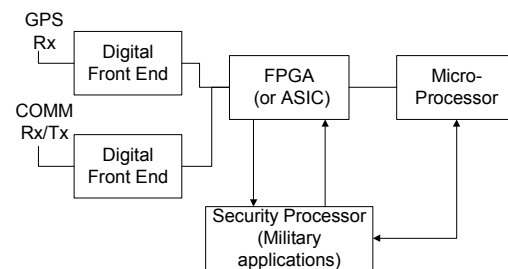 GPS
Rx
Digital
Front End
FPGA
(or ASIC)
Micro-
Processor
COMM
Rx/Tx
Digital
Front End
Security Processor
(Military
applications)